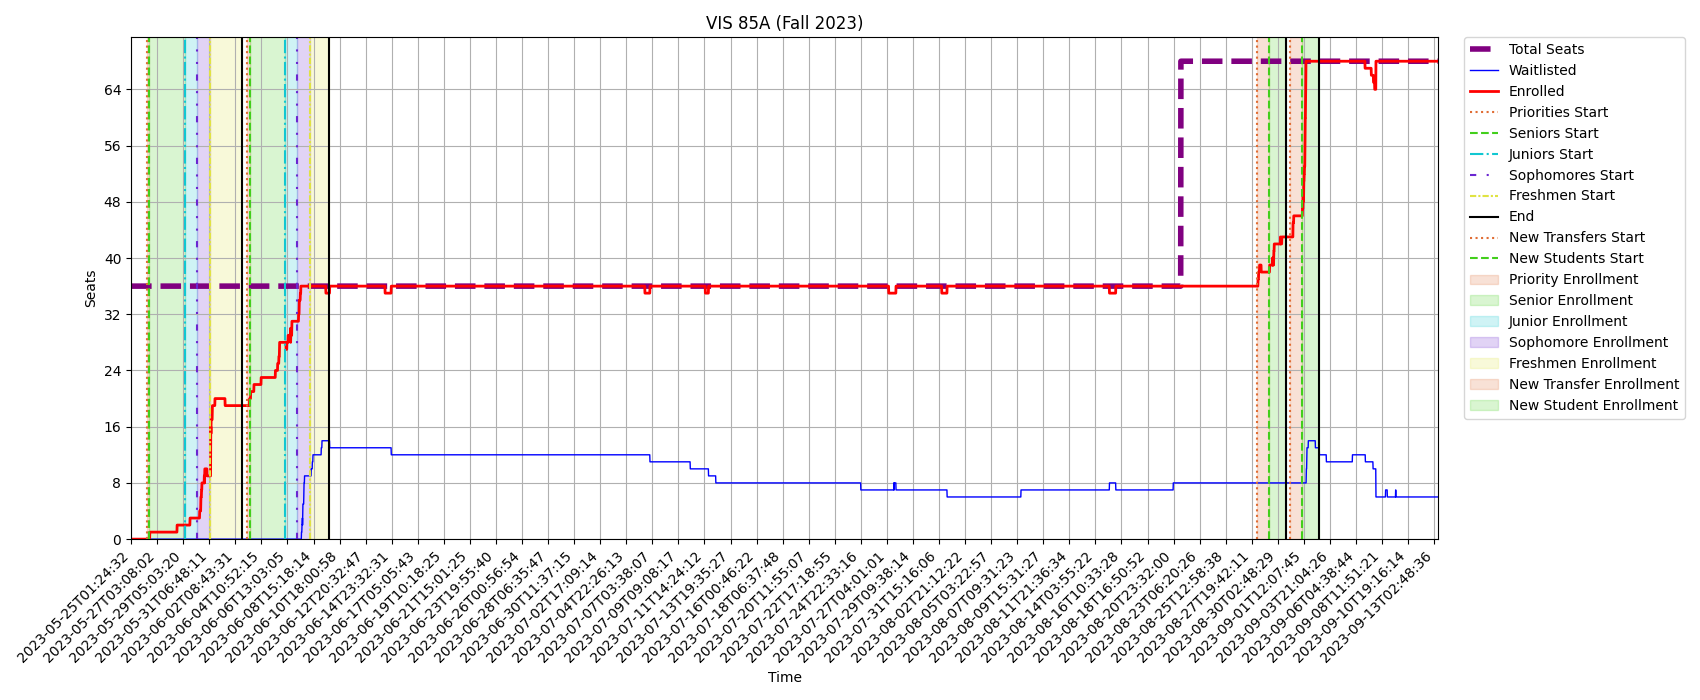 VIS 85A (Fall 2023)
Seats
64
56
48
40
32
24
16
8
0
2023-05-25T01:24:32
2023-05-27T03:08:02
2023-05-29T05:03:20
2023-05-31T06:48:11
2023-06-02T08:43:31
2023-06-04T10:52:15
2023-06-06T13:03:05
2023-06-08T15:18:14
2023-06-10T18:00:58
2023-06-12T20:32:47
2023-06-14T23:32:31
2023-06-17T05:05:43
2023-06-19T10:18:25
2023-06-21T15:01:25
2023-06-23T19:55:40
2023-06-26T00:56:54
2023-06-28T06:35:47
2023-06-30T11:37:15
2023-07-02T17:09:14
2023-07-04T22:26:13
2023-07-07T03:38:07
2023-07-09T09:08:17
2023-07-11T14:24:12
2023-07-13T19:35:27
2023-07-16T00:46:22
2023-07-18T06:37:48
2023-07-20T11:55:07
2023-07-22T17:18:55
2023-07-24T22:33:16
2023-07-27T04:01:01
2023-07-29T09:38:14
2023-07-31T15:16:06
2023-08-02T21:12:22
2023-08-05T03:22:57
2023-08-07T09:31:23
2023-08-09T15:31:27
2023-08-11T21:36:34
2023-08-14T03:55:22
2023-08-16T10:33:28
2023-08-18T16:50:52
2023-08-20T23:32:00
2023-08-23T06:20:26
2023-08-25T12:58:38
2023-08-27T19:42:11
2023-08-30T02:48:29
2023-09-01T12:07:45
2023-09-03T21:04:26
2023-09-06T04:38:44
2023-09-08T11:51:21
2023-09-10T19:16:14
2023-09-13T02:48:36
Time
Total Seats
Waitlisted
Enrolled
Priorities Start
Seniors Start
Juniors Start
Sophomores Start
Freshmen Start
End
New Transfers Start
New Students Start
Priority Enrollment
Senior Enrollment
Junior Enrollment
Sophomore Enrollment
Freshmen Enrollment
New Transfer Enrollment
New Student Enrollment